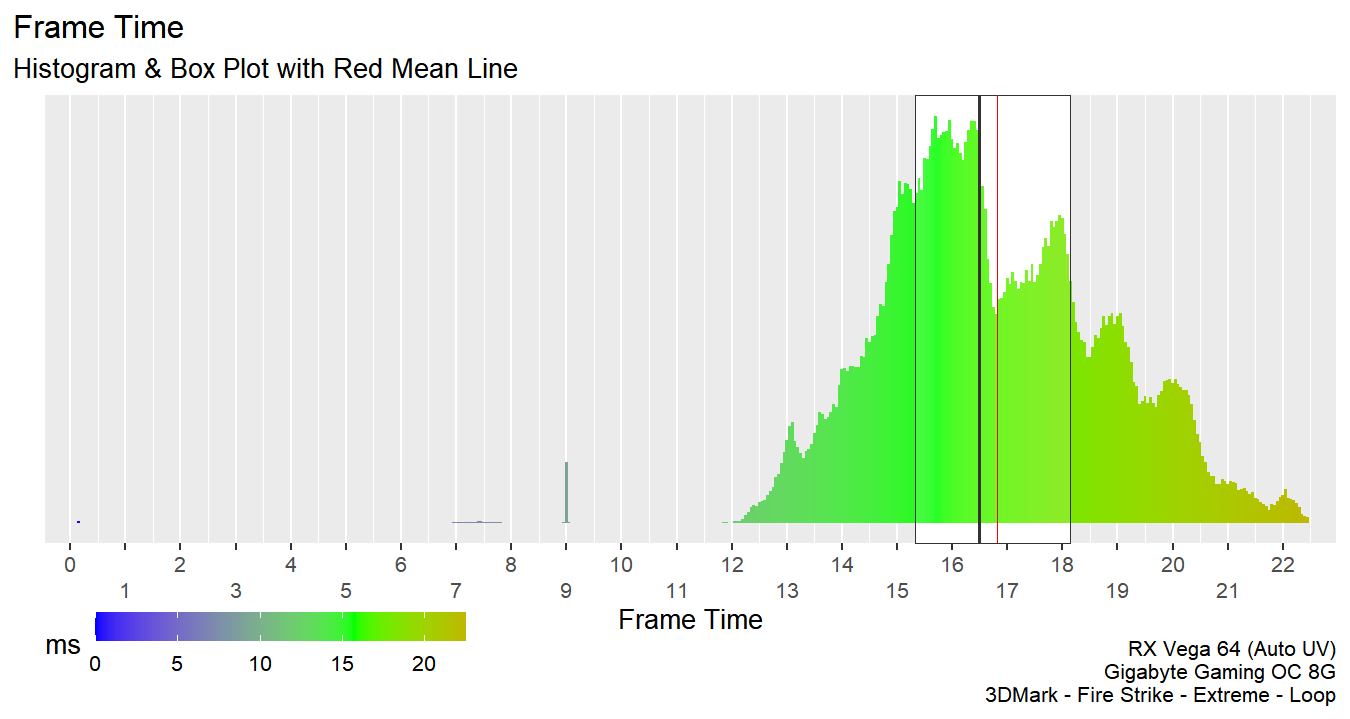 Frame Time
Histogram & Box Plot with Red Mean Line
0 2 4 6 8 10 12 14 16 18 20 22
1 3 5 7 9 11 13 15 17 19 21
Frame Time
ms
0 5 10 15 20
RX Vega 64 (Auto UV)
Gigabyte Gaming OC 8G
3DMark - Fire Strike - Extreme - Loop